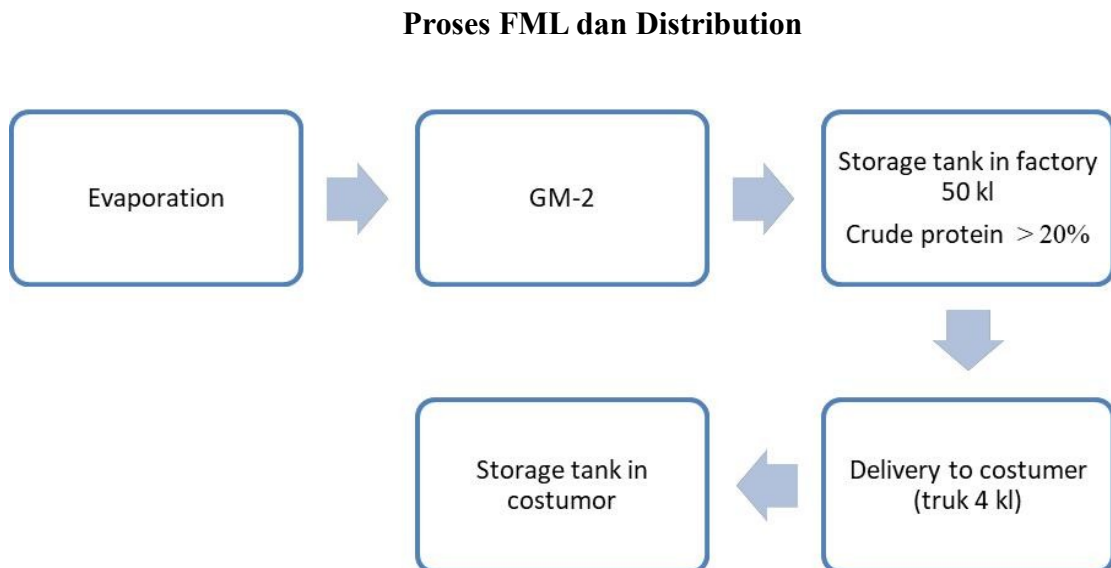 Proses FML dan Distribution
Evaporation
GM-2
Storage tank in factory
50 kl
Crude protein > 20%
Delivery to costumer
(truk 4 kl)
Storage tank in
costumor